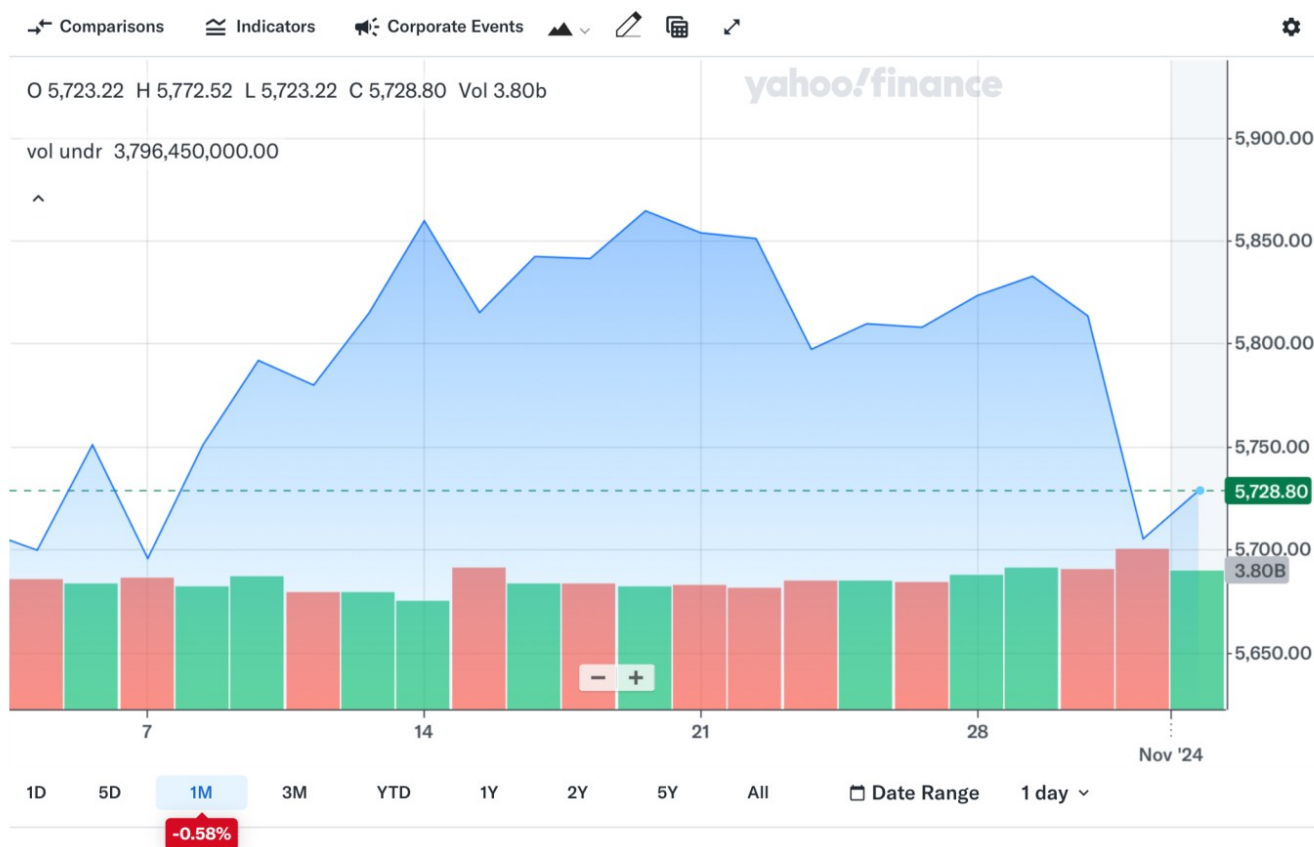 Comparisons Indicators Corporate Events
yahoo!finance
O 5,723.22 H 5,772.52 L 5,723.22 C 5,728.80 Vol 3.80b
5,900.00
vol undr 3,796,450,000.00
5,850.00
5,800.00
5,750.00
5,728.80
5,700.00
3.80B
5,650.00
7 14 21 28
Nov '24
1D 5D 1M 3M YTD 1Y 2Y 5Y All Date Range 1 day
-0.58%